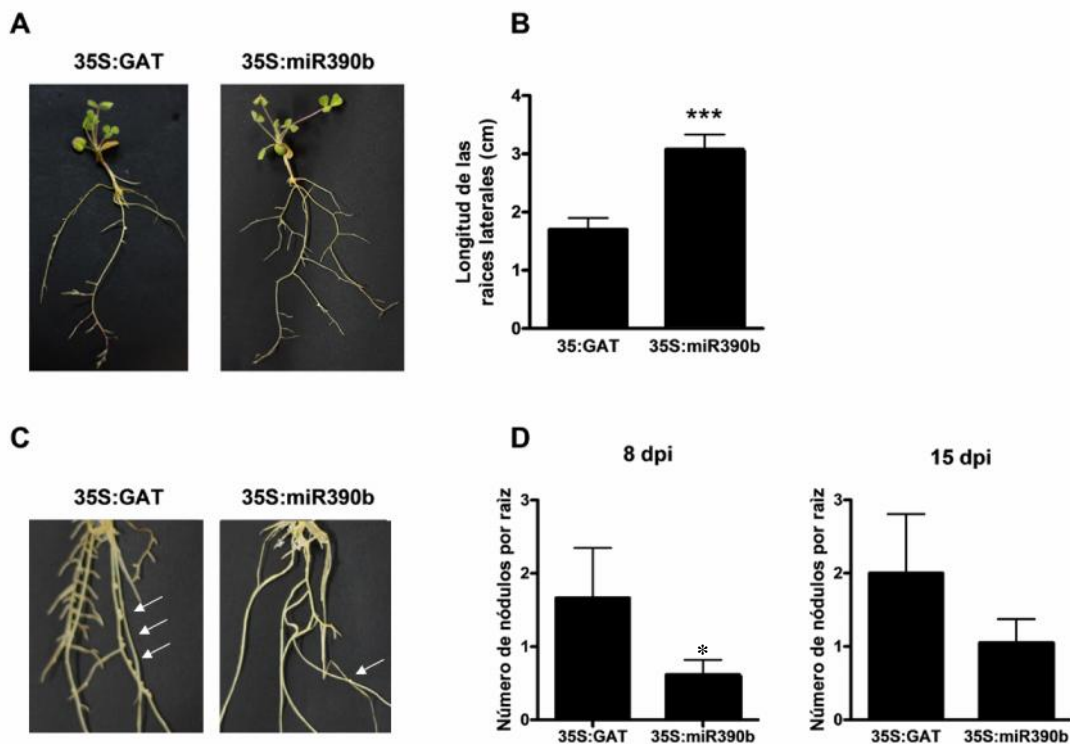 A
35S:GAT
35S:miR390b
B
Longitud de las
raices laterales (cm)
4
3
2
1
0
***
35:GAT
35S:miR390b
C
35S:GAT
35S:miR390b
D
8 dpi
Número de nódulos por raiz
3
2
1
0
*
35S:GAT
35S:miR390b
15 dpi
Número de nódulos por raiz
3
2
1
0
35S:GAT
35S:miR390b